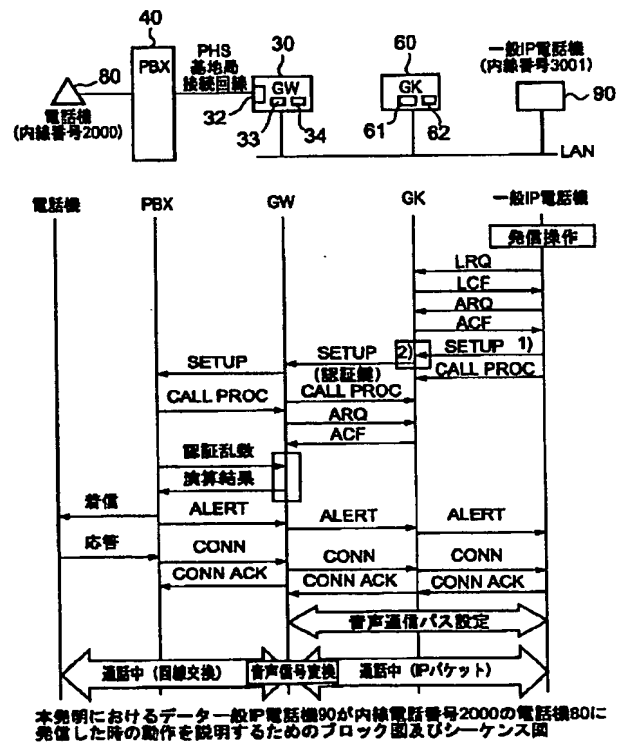 40
30
60
80
PBX
PHS
基地局
接続回線
GW
GK
一般IP電話機
(内線番号3001)
90
電話機
(内線番号2000)
32
33
34
61
62
LAN
電話機
PBX
GW
GK
一般IP電話機
発信操作
LRQ
LCF
ARQ
ACF
SETUP
SETUP
(認証鍵)
2)
SETUP 1)
CALL PROC
CALL PROC
CALL PROC
ARQ
ACF
認証乱数
演算結果
着信
ALERT
ALERT
ALERT
応答
CONN
CONN
CONN
CONN ACK
CONN ACK
CONN ACK
音声通信パス設定
通話中(回線交換)
音声信号変換
通話中(IPパケット)
本発明におけるデーター般IP電話機90が内線電話番号2000の電話機80に
発信した時の動作を説明するためのブロック図及びシーケンス図